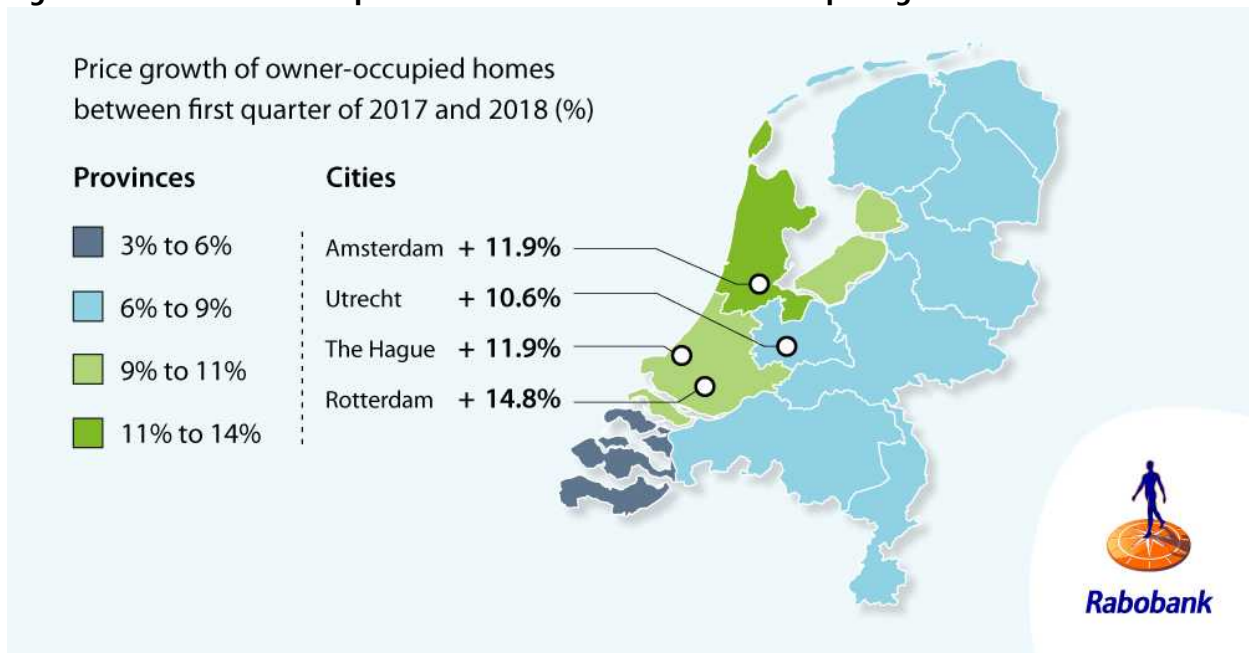 Price growth of owner-occupied homes
between first quarter of 2017 and 2018 (%)
Provinces
3% to 6%
6% to 9%
9% to 11%
11% to 14%
Cities
Amsterdam + 11.9%
Utrecht + 10.6%
The Hague + 11.9%
Rotterdam + 14.8%
Rabobank